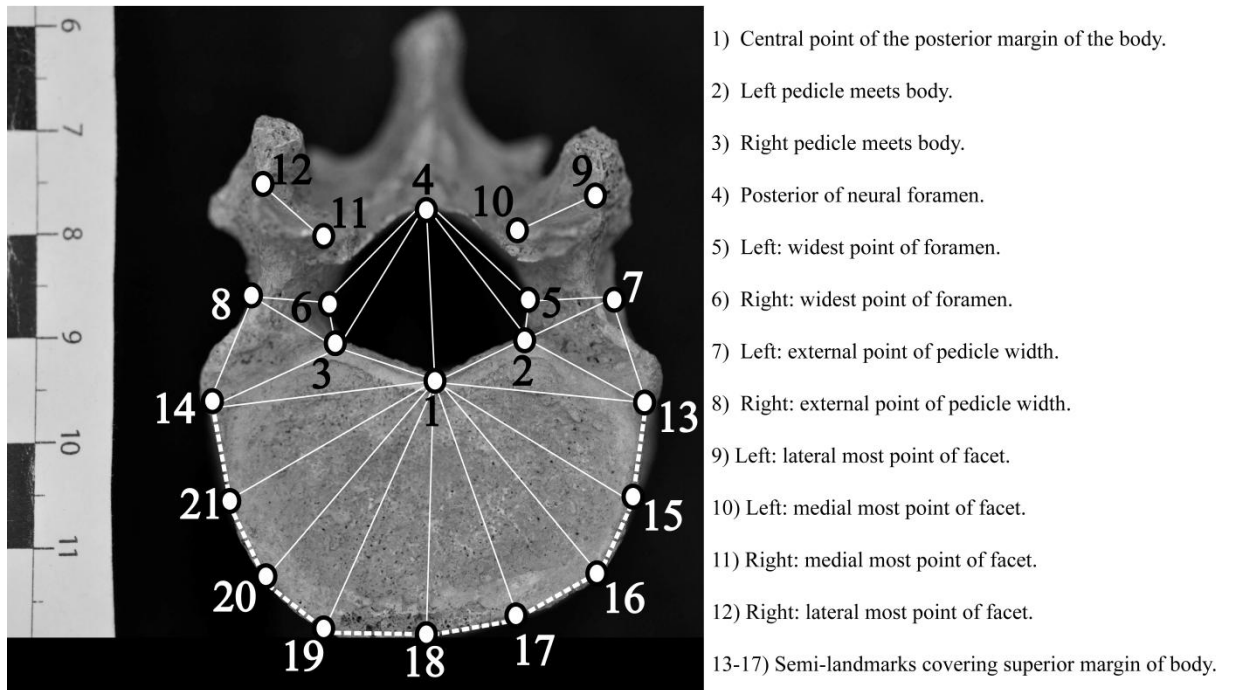 6
7
8
9
10
11
12
4
9
10
11
8
6
5
7
3
2
1
14
13
21
15
20
16
19
18
17
1) Central point of the posterior margin of the body.
2) Left pedicle meets body.
3) Right pedicle meets body.
4) Posterior of neural foramen.
5) Left: widest point of foramen.
6) Right: widest point of foramen.
7) Left: external point of pedicle width.
8) Right: external point of pedicle width.
9) Left: lateral most point of facet.
10) Left: medial most point of facet.
11) Right: medial most point of facet.
12) Right: lateral most point of facet.
13-17) Semi-landmarks covering superior margin of body.